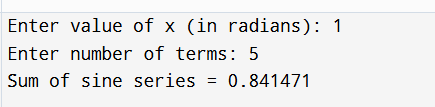 Enter value of x (in radians): 1
Enter number of terms: 5
Sum of sine series = 0.841471